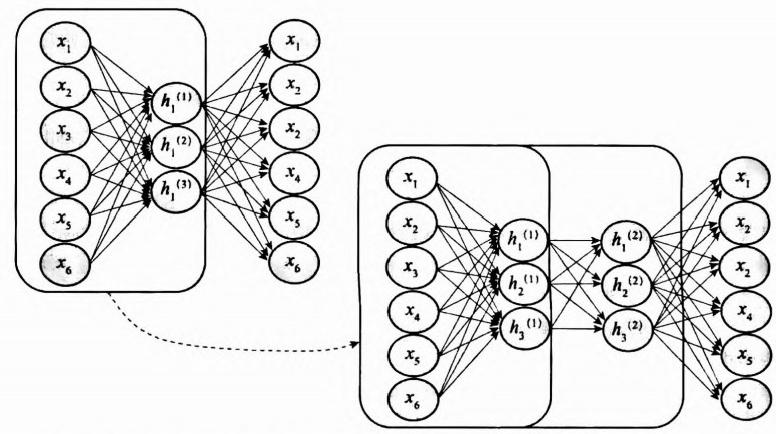 x₁
x₂
x₃
x₄
x₅
x₆
h₁⁽¹⁾
h₁⁽²⁾
h₁⁽³⁾
x₁
x₂
x₂
x₄
x₅
x₆
x₁
x₂
x₃
x₄
x₅
x₆
h₁⁽¹⁾
h₂⁽¹⁾
h₃⁽¹⁾
h₁⁽²⁾
h₂⁽²⁾
h₃⁽²⁾
x₁
x₂
x₂
x₄
x₅
x₆